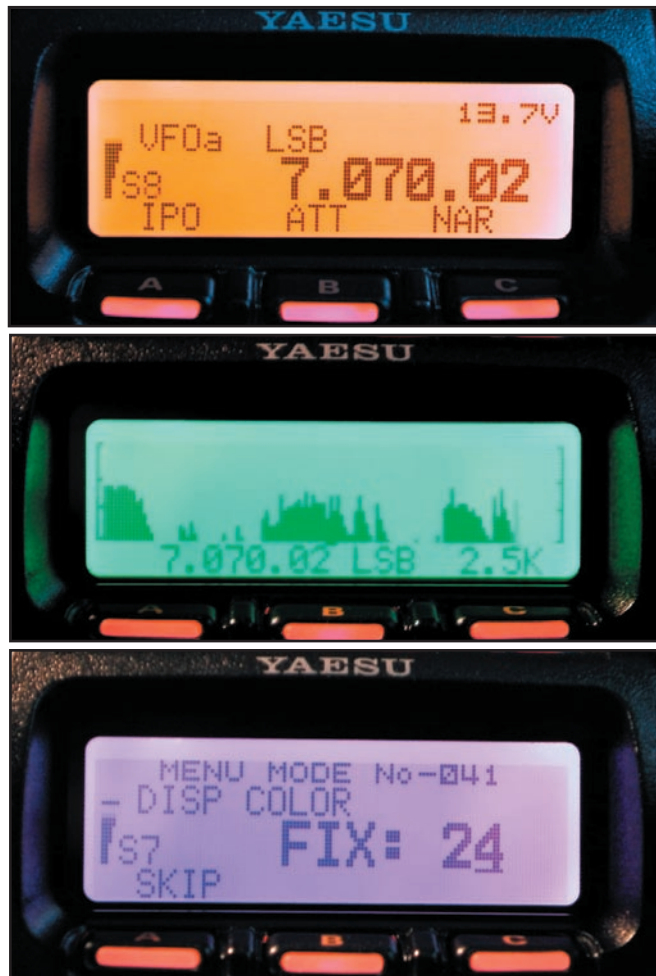 YAESU
13.7V
VFOa LSB
S8 7.070.02
IPO ATT NAR
A B C
YAESU
7.070.02 LSB 2.5K
A B C
YAESU
MENU MODE No-041
– DISP COLOR
S7 FIX: 24
SKIP
A B C